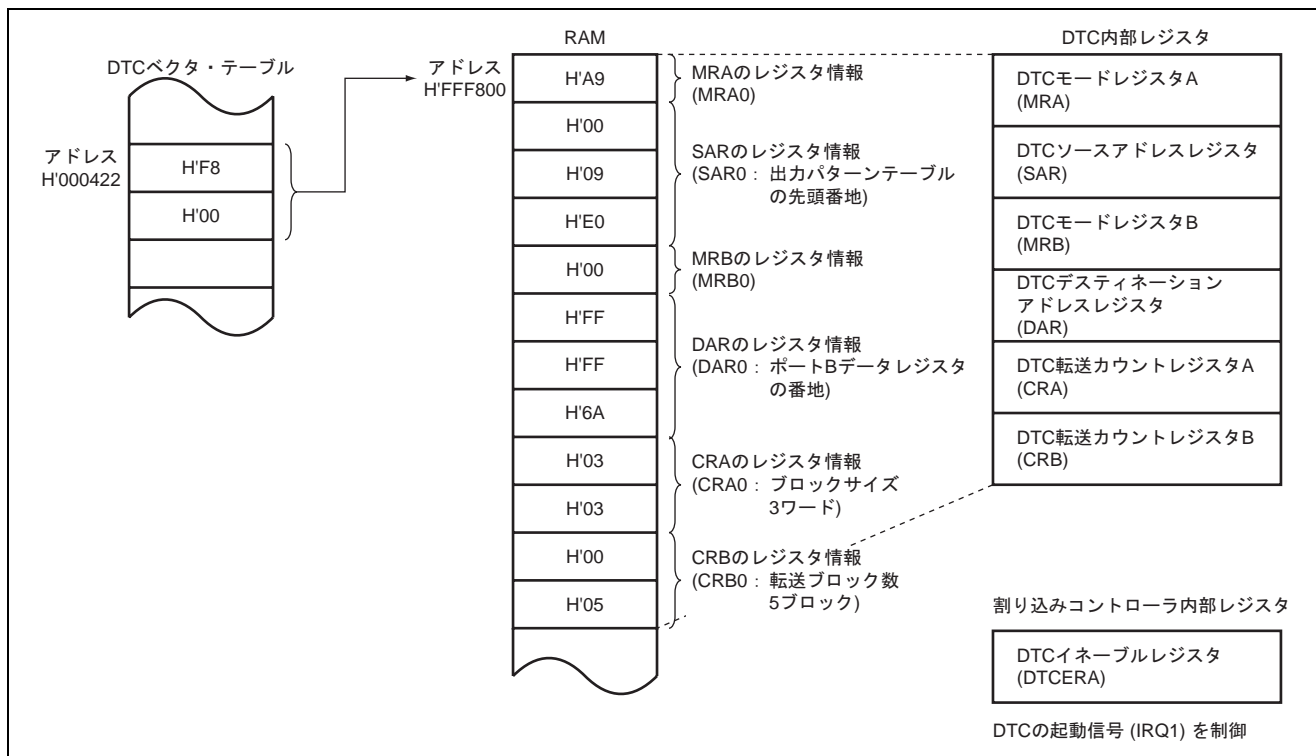 DTCベクタ・テーブル
アドレス
H'000422
H'F8
H'00
RAM
アドレス
H'FFF800
H'A9
H'00
H'09
H'E0
H'00
H'FF
H'FF
H'6A
H'03
H'03
H'00
H'05
MRAのレジスタ情報
(MRA0)
SARのレジスタ情報
(SAR0： 出力パターンテーブル
の先頭番地)
MRBのレジスタ情報
(MRB0)
DARのレジスタ情報
(DAR0： ポートBデータレジスタ
の番地)
CRAのレジスタ情報
(CRA0： ブロックサイズ
3ワード)
CRBのレジスタ情報
(CRB0： 転送ブロック数
5ブロック)
DTC内部レジスタ
DTCモードレジスタA
(MRA)
DTCソースアドレスレジスタ
(SAR)
DTCモードレジスタB
(MRB)
DTCデスティネーション
アドレスレジスタ
(DAR)
DTC転送カウントレジスタA
(CRA)
DTC転送カウントレジスタB
(CRB)
割り込みコントローラ内部レジスタ
DTCイネーブルレジスタ
(DTCERA)
DTCの起動信号 (IRQ1) を制御